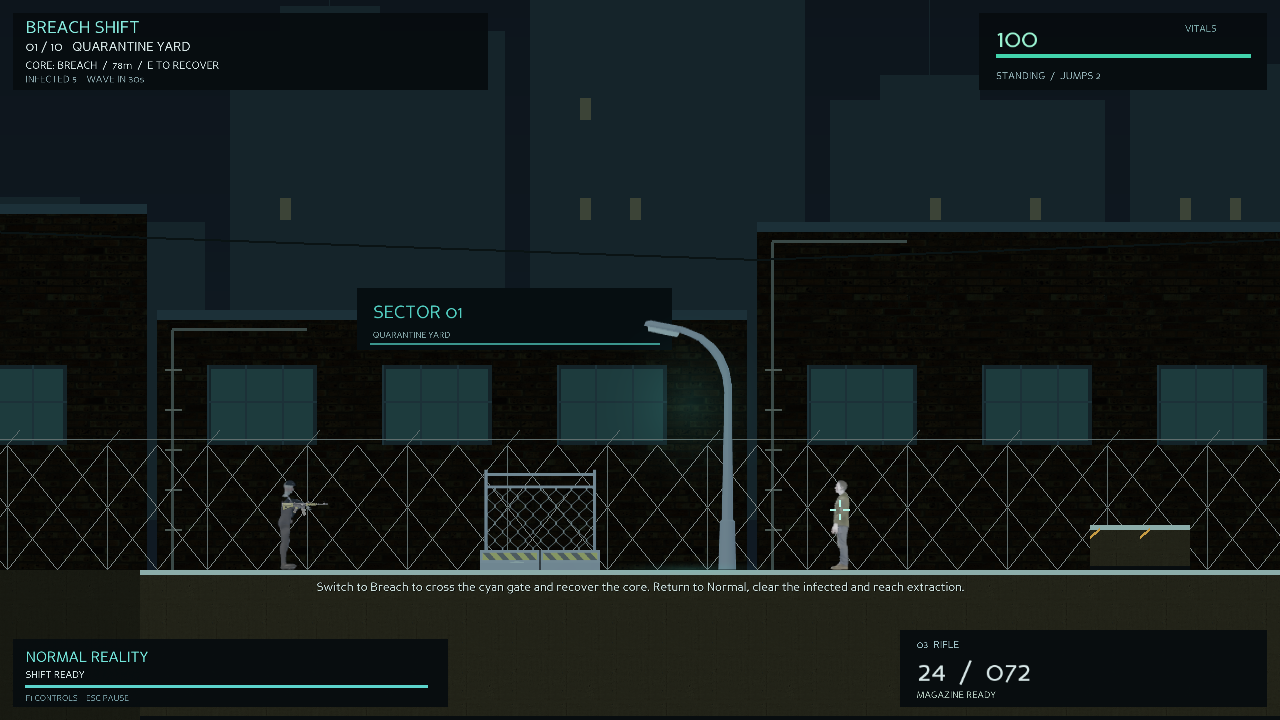 BREACH SHIFT
01 / 10 QUARANTINE YARD
CORE: BREACH / 78m / E TO RECOVER
INFECTED 5 WAVE IN 30s
100
VITALS
STANDING / JUMPS 2
SECTOR 01
QUARANTINE YARD
Switch to Breach to cross the cyan gate and recover the core. Return to Normal, clear the infected and reach extraction.
NORMAL REALITY
SHIFT READY
F1 CONTROLS ESC PAUSE
03 RIFLE
24 / 072
MAGAZINE READY